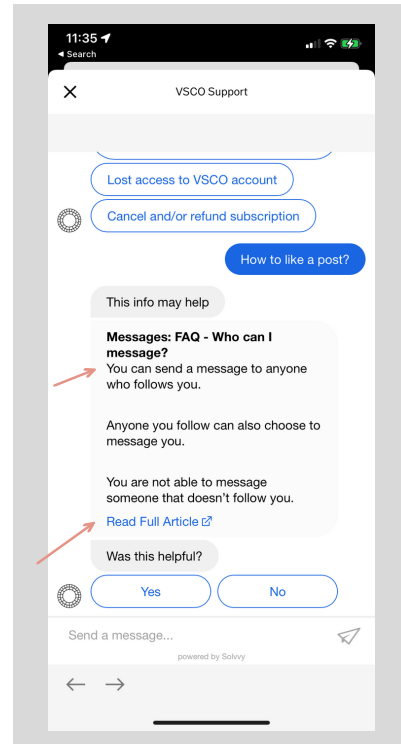 11:35
◀ Search
VSCO Support
Lost access to VSCO account
Cancel and/or refund subscription
How to like a post?
This info may help
Messages: FAQ - Who can I
message?
You can send a message to anyone
who follows you.
Anyone you follow can also choose to
message you.
You are not able to message
someone that doesn't follow you.
Read Full Article
Was this helpful?
Yes
No
Send a message...
powered by Solvvy